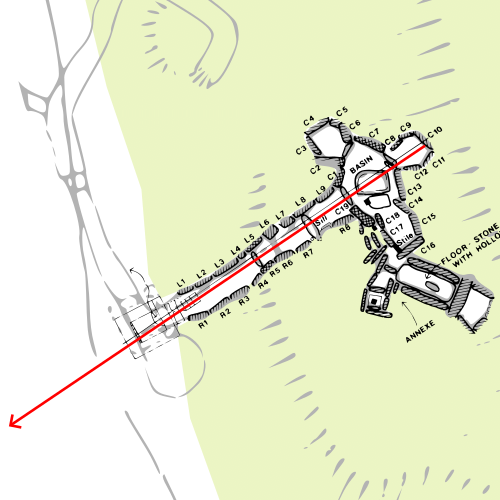 C4
C5
C3
C6
C7
C8
C9
C10
C2
C1
BASIN
C11
C12
C13
C14
C15
C16
C17
C18
C19
Stile
Sill
L9
L8
L7
L6
L5
L4
L3
L2
L1
R8
R7
R6
R5
R4
R3
R2
R1
FLOOR-STONE
WITH HOLLO
ANNEXE